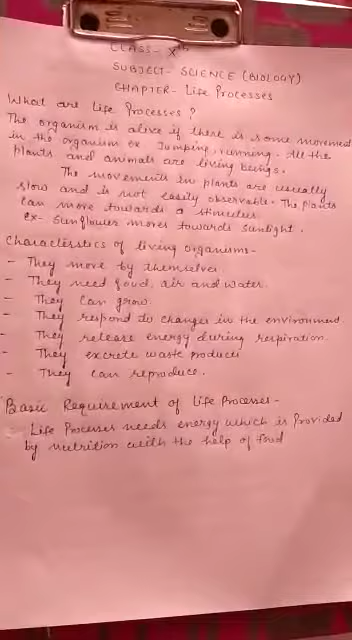 CLASS- Xth
SUBJECT- SCIENCE (BIOLOGY)
CHAPTER- Life Processes
What are Life Processes?
The organism is alive if there is some movement
in the organism ex Jumping, running. All the
plants and animals are living beings.
The movements in plants are usually
slow and is not easily observable. The plants
can move towards a stimulus
ex- Sunflower moves towards sunlight.
Characterstics of living organisms-
- They move by themselves
- They need food, air and water.
- They can grow.
- They respond to changes in the environment.
- They release energy during respiration
- They excrete waste products
- They can reproduce.
Basic Requirement of Life Processes-
Life Processes needs energy which is Provided
by nutrition with the help of food